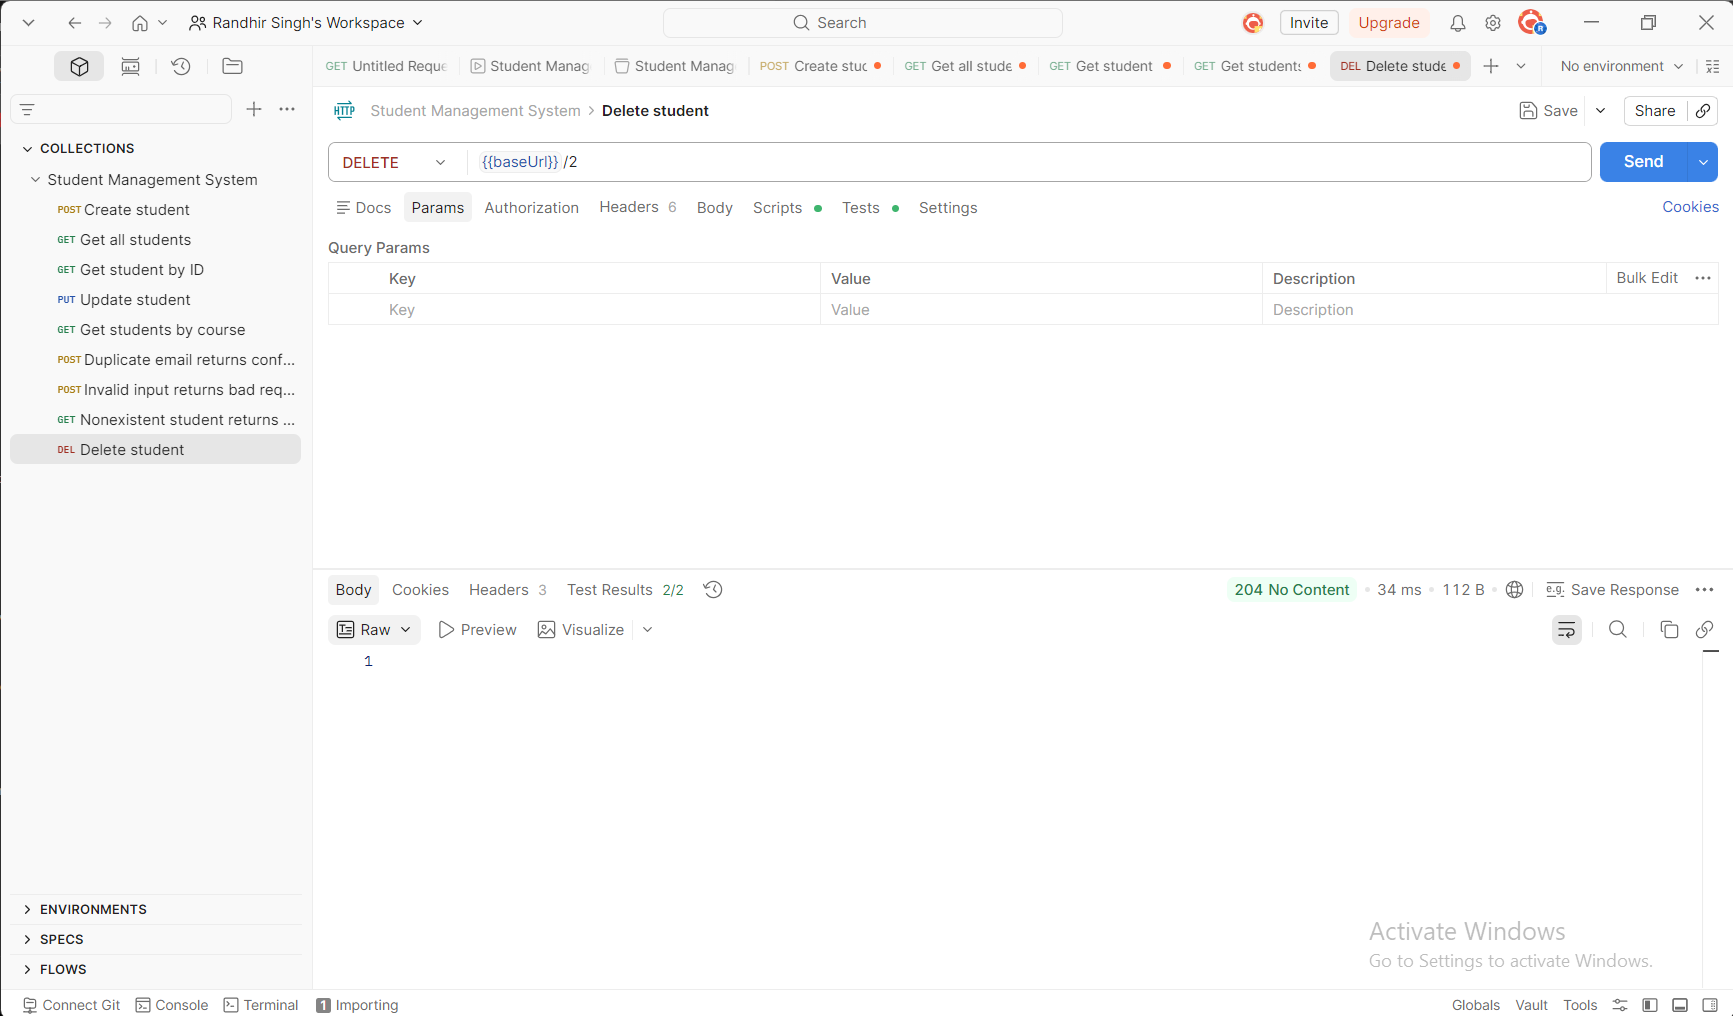 Randhir Singh's Workspace
Search
Invite
Upgrade
R
GET Untitled Reque
Student Manag
Student Manag
POST Create stud
GET Get all stude
GET Get student
GET Get students
DEL Delete stude
No environment
HTTP Student Management System > Delete student
Save
Share
COLLECTIONS
Student Management System
POST Create student
GET Get all students
GET Get student by ID
PUT Update student
GET Get students by course
POST Duplicate email returns conf...
POST Invalid input returns bad req...
GET Nonexistent student returns ...
DEL Delete student
ENVIRONMENTS
SPECS
FLOWS
DELETE
{{baseUrl}} /2
Send
Docs
Params
Authorization
Headers 6
Body
Scripts
Tests
Settings
Cookies
Query Params
Key
Value
Description
Bulk Edit
Key
Value
Description
Body
Cookies
Headers 3
Test Results 2/2
204 No Content
34 ms
112 B
e.g. Save Response
Raw
Preview
Visualize
1
Activate Windows
Go to Settings to activate Windows.
Connect Git
Console
Terminal
1 Importing
Globals
Vault
Tools